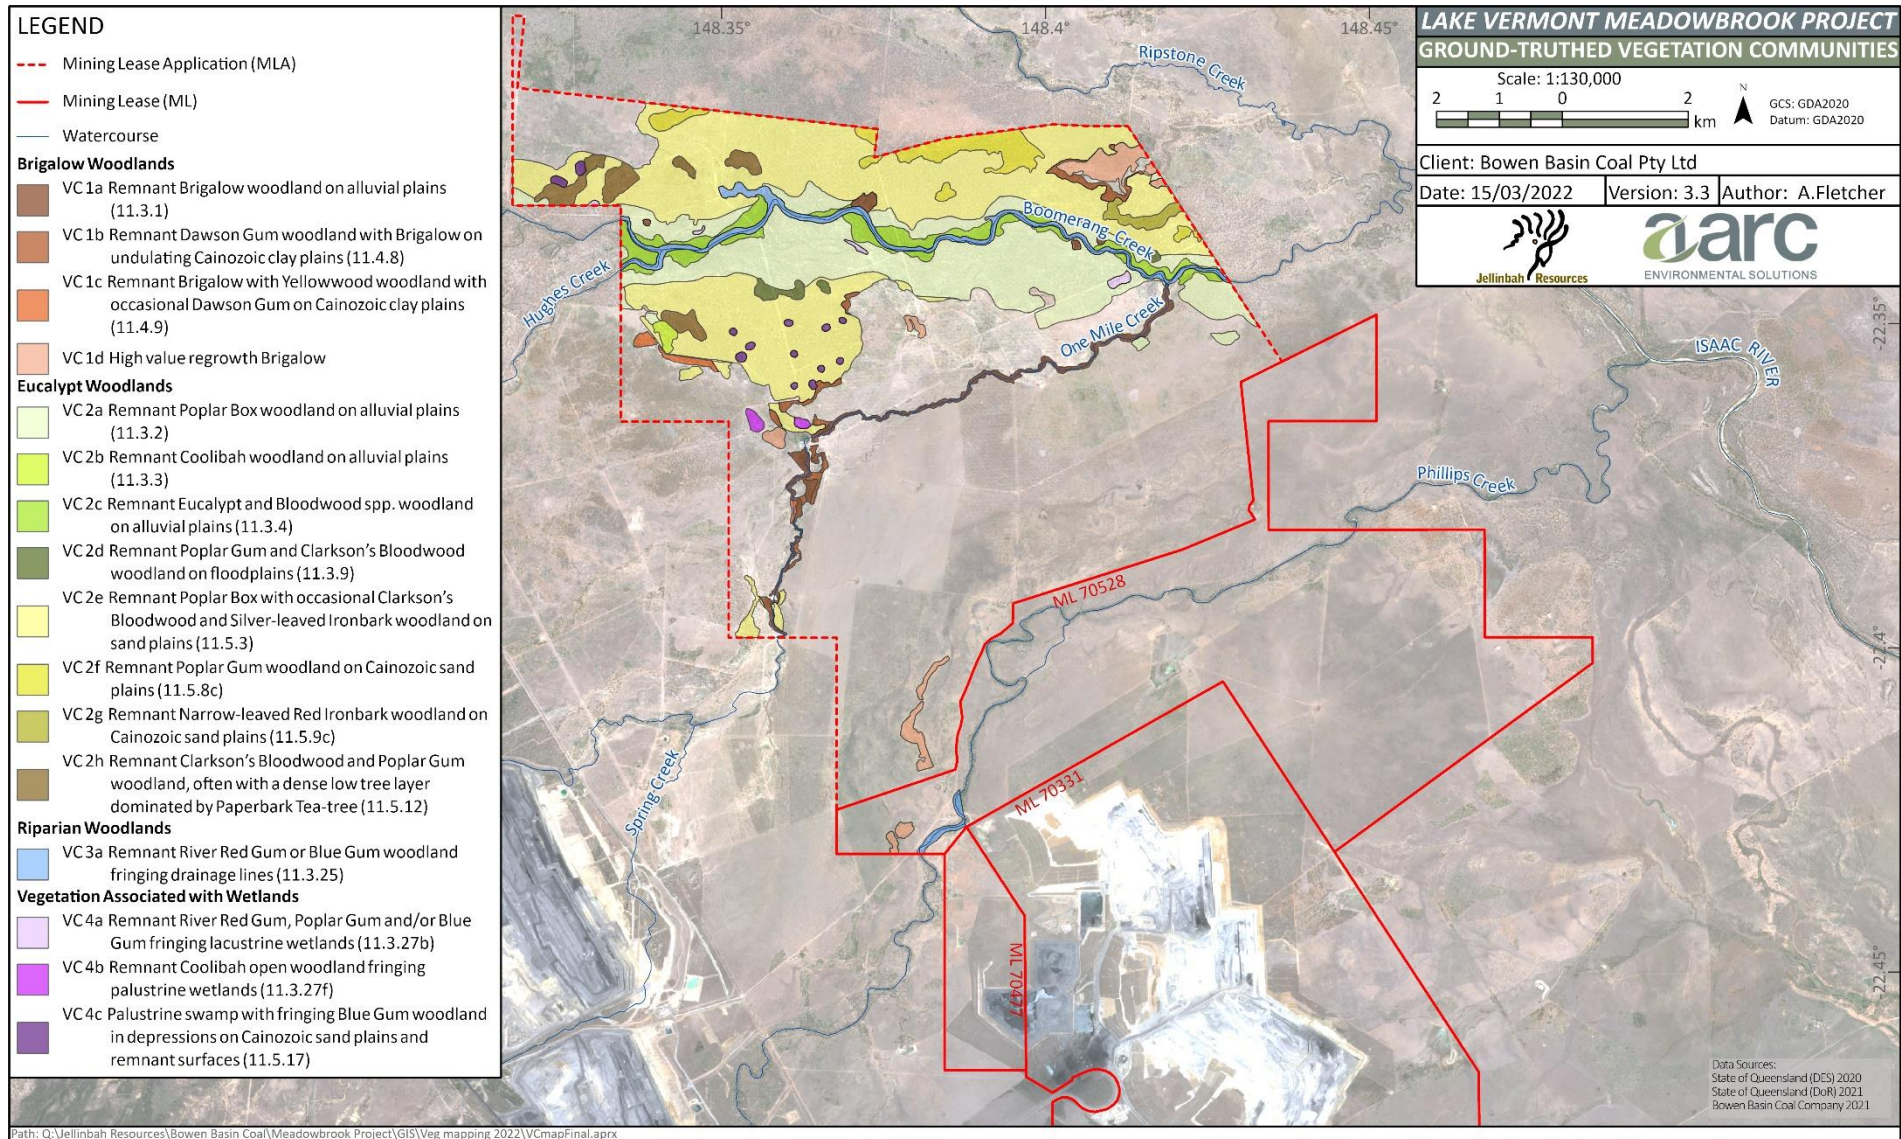 LEGEND
Mining Lease Application (MLA)
Mining Lease (ML)
Watercourse
Brigalow Woodlands
VC 1a Remnant Brigalow woodland on alluvial plains
(11.3.1)
VC 1b Remnant Dawson Gum woodland with Brigalow on
undulating Cainozoic clay plains (11.4.8)
VC 1c Remnant Brigalow with Yellowwood woodland with
occasional Dawson Gum on Cainozoic clay plains
(11.4.9)
VC 1d High value regrowth Brigalow
Eucalypt Woodlands
VC 2a Remnant Poplar Box woodland on alluvial plains
(11.3.2)
VC 2b Remnant Coolibah woodland on alluvial plains
(11.3.3)
VC 2c Remnant Eucalypt and Bloodwood spp. woodland
on alluvial plains (11.3.4)
VC 2d Remnant Poplar Gum and Clarkson's Bloodwood
woodland on floodplains (11.3.9)
VC 2e Remnant Poplar Box with occasional Clarkson's
Bloodwood and Silver-leaved Ironbark woodland on
sand plains (11.5.3)
VC 2f Remnant Poplar Gum woodland on Cainozoic sand
plains (11.5.8c)
VC 2g Remnant Narrow-leaved Red Ironbark woodland on
Cainozoic sand plains (11.5.9c)
VC 2h Remnant Clarkson's Bloodwood and Poplar Gum
woodland, often with a dense low tree layer
dominated by Paperbark Tea-tree (11.5.12)
Riparian Woodlands
VC 3a Remnant River Red Gum or Blue Gum woodland
fringing drainage lines (11.3.25)
Vegetation Associated with Wetlands
VC 4a Remnant River Red Gum, Poplar Gum and/or Blue
Gum fringing lacustrine wetlands (11.3.27b)
VC 4b Remnant Coolibah open woodland fringing
palustrine wetlands (11.3.27f)
VC 4c Palustrine swamp with fringing Blue Gum woodland
in depressions on Cainozoic sand plains and
remnant surfaces (11.5.17)
148.35°
148.4°
148.45°
Ripstone Creek
Boomerang Creek
Hughes Creek
One Mile Creek
ISAAC RIVER
-22.35°
Phillips Creek
ML 70528
-22.4°
Spring Creek
ML 70331
ML 70477
-22.45°
LAKE VERMONT MEADOWBROOK PROJECT
GROUND-TRUTHED VEGETATION COMMUNITIES
Scale: 1:130,000
2 1 0 2
km
N
GCS: GDA2020
Datum: GDA2020
Client: Bowen Basin Coal Pty Ltd
Date: 15/03/2022 Version: 3.3 Author: A.Fletcher
Jellinbah Resources
aarc
ENVIRONMENTAL SOLUTIONS
Data Sources:
State of Queensland (DES) 2020
State of Queensland (DoR) 2021
Bowen Basin Coal Company 2021
Path: Q:\Jellinbah Resources\Bowen Basin Coal\Meadowbrook Project\GIS\Veg mapping 2022\VCmapFinal.aprx